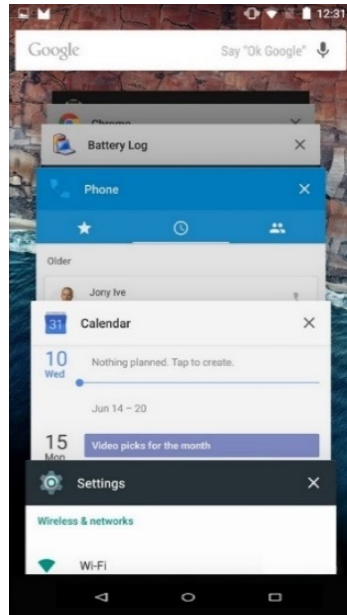 12:31
Google
Say "Ok Google"
Chrome
Battery Log
Phone
Older
Jony Ive
31
Calendar
10
Wed
Nothing planned. Tap to create.
Jun 14 – 20
15
Mon
Video picks for the month
Settings
Wireless & networks
Wi-Fi